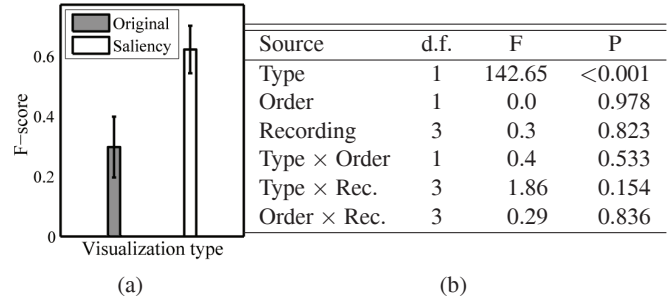 Original
Saliency
0.6
0.4
0.2
0
F−score
Visualization type
(a)
Source d.f. F P
Type 1 142.65 <0.001
Order 1 0.0 0.978
Recording 3 0.3 0.823
Type × Order 1 0.4 0.533
Type × Rec. 3 1.86 0.154
Order × Rec. 3 0.29 0.836
(b)